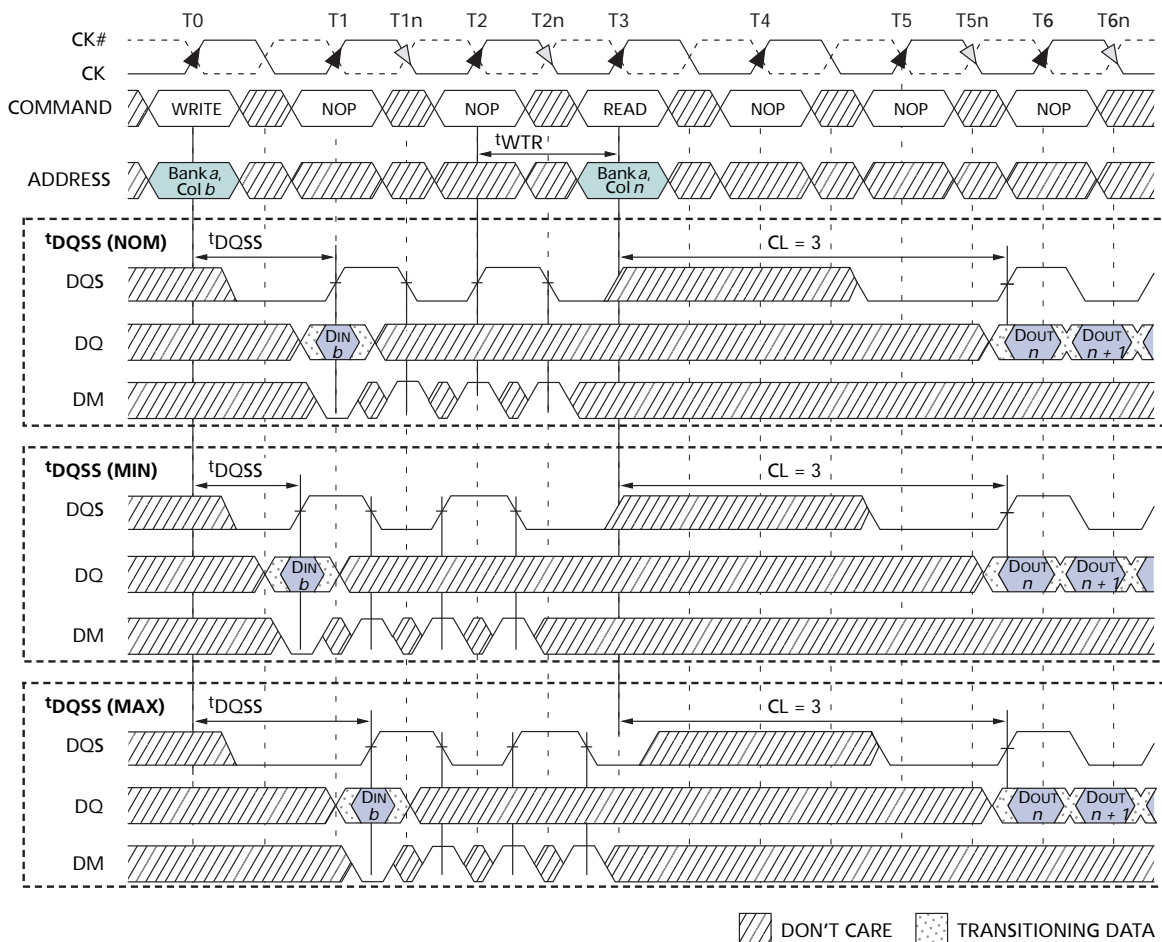 T0 T1 T1n T2 T2n T3 T4 T5 T5n T6 T6n
CK#
CK
COMMAND WRITE NOP NOP READ NOP NOP NOP
tWTR
ADDRESS Bank a, Col b Bank a, Col n
tDQSS (NOM) tDQSS CL = 3
DQS
DQ DIN b DOUT n DOUT n + 1
DM
tDQSS (MIN) tDQSS CL = 3
DQS
DQ DIN b DOUT n DOUT n + 1
DM
tDQSS (MAX) tDQSS CL = 3
DQS
DQ DIN b DOUT n DOUT n + 1
DM
DON'T CARE TRANSITIONING DATA